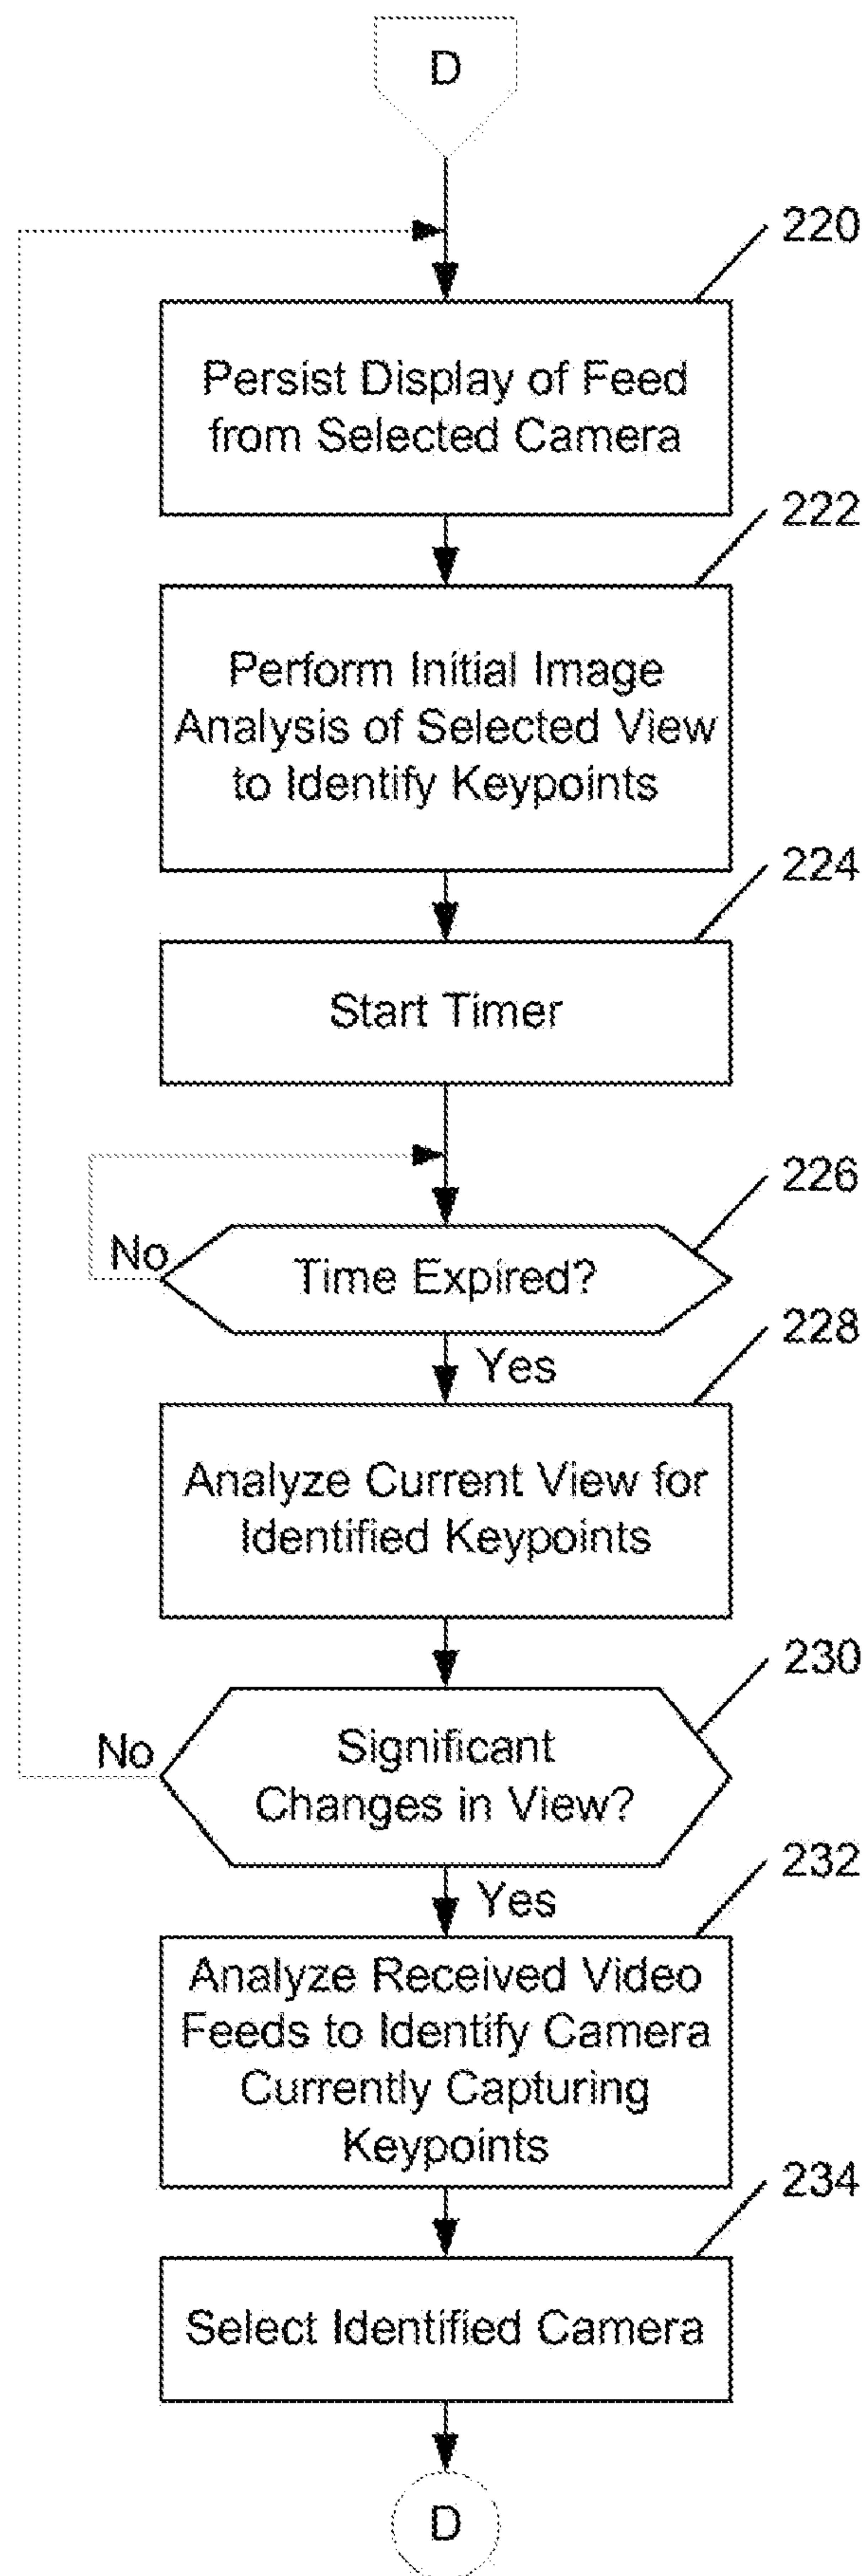 D
220
Persist Display of Feed
from Selected Camera
222
Perform Initial Image
Analysis of Selected View
to Identify Keypoints
224
Start Timer
226
No
Time Expired?
228
Yes
Analyze Current View for
Identified Keypoints
230
No
Significant
Changes in View?
232
Yes
Analyze Received Video
Feeds to Identify Camera
Currently Capturing
Keypoints
234
Select Identified Camera
D